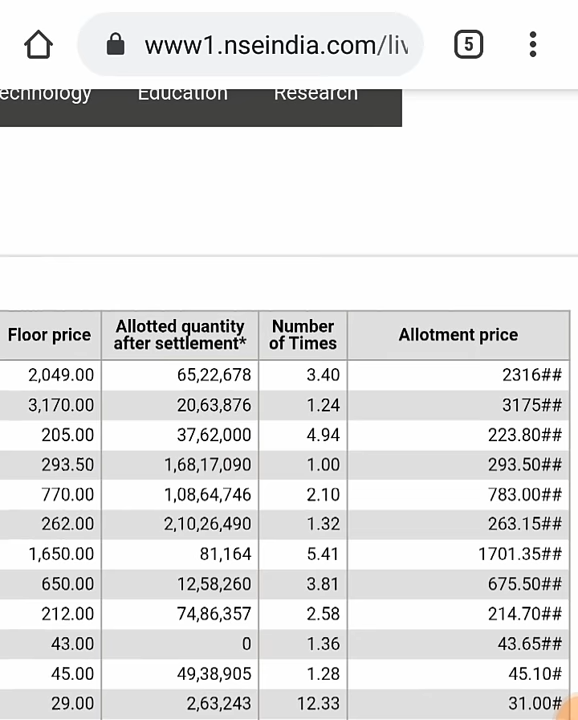 www1.nseindia.com/liv
5
echnology Education Research
Floor price Allotted quantity after settlement* Number of Times Allotment price
2,049.00 65,22,678 3.40 2316##
3,170.00 20,63,876 1.24 3175##
205.00 37,62,000 4.94 223.80##
293.50 1,68,17,090 1.00 293.50##
770.00 1,08,64,746 2.10 783.00##
262.00 2,10,26,490 1.32 263.15##
1,650.00 81,164 5.41 1701.35##
650.00 12,58,260 3.81 675.50##
212.00 74,86,357 2.58 214.70##
43.00 0 1.36 43.65##
45.00 49,38,905 1.28 45.10#
29.00 2,63,243 12.33 31.00#